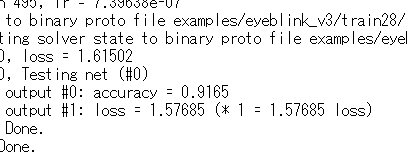 495, lr = 7.39638e-07
to binary proto file examples/eyeblink_v3/train28/
ting solver state to binary proto file examples/eyel
0, loss = 1.61502
0, Testing net (#0)
output #0: accuracy = 0.9165
output #1: loss = 1.57685 (* 1 = 1.57685 loss)
Done.
Done.